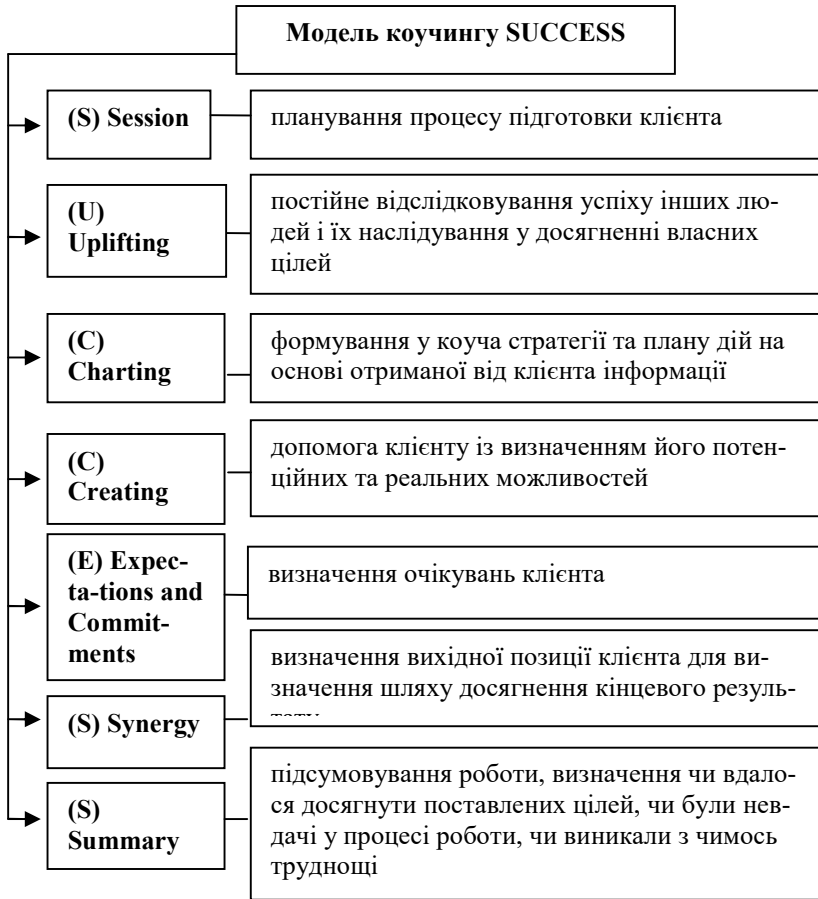 Модель коучингу SUCCESS
(S) Session
планування процесу підготовки клієнта
(U)
Uplifting
постійне відслідковування успіху інших лю-
дей і їх наслідування у досягненні власних
цілей
(C)
Charting
формування у коуча стратегії та плану дій на
основі отриманої від клієнта інформації
(C)
Creating
допомога клієнту із визначенням його потен-
ційних та реальних можливостей
(E) Expec-
ta-tions and
Commit-
ments
визначення очікувань клієнта
(S) Synergy
визначення вихідної позиції клієнта для ви-
значення шляху досягнення кінцевого резуль-
тату
(S)
Summary
підсумовування роботи, визначення чи вдало-
ся досягнути поставлених цілей, чи були нев-
дачі у процесі роботи, чи виникали з чимось
труднощі